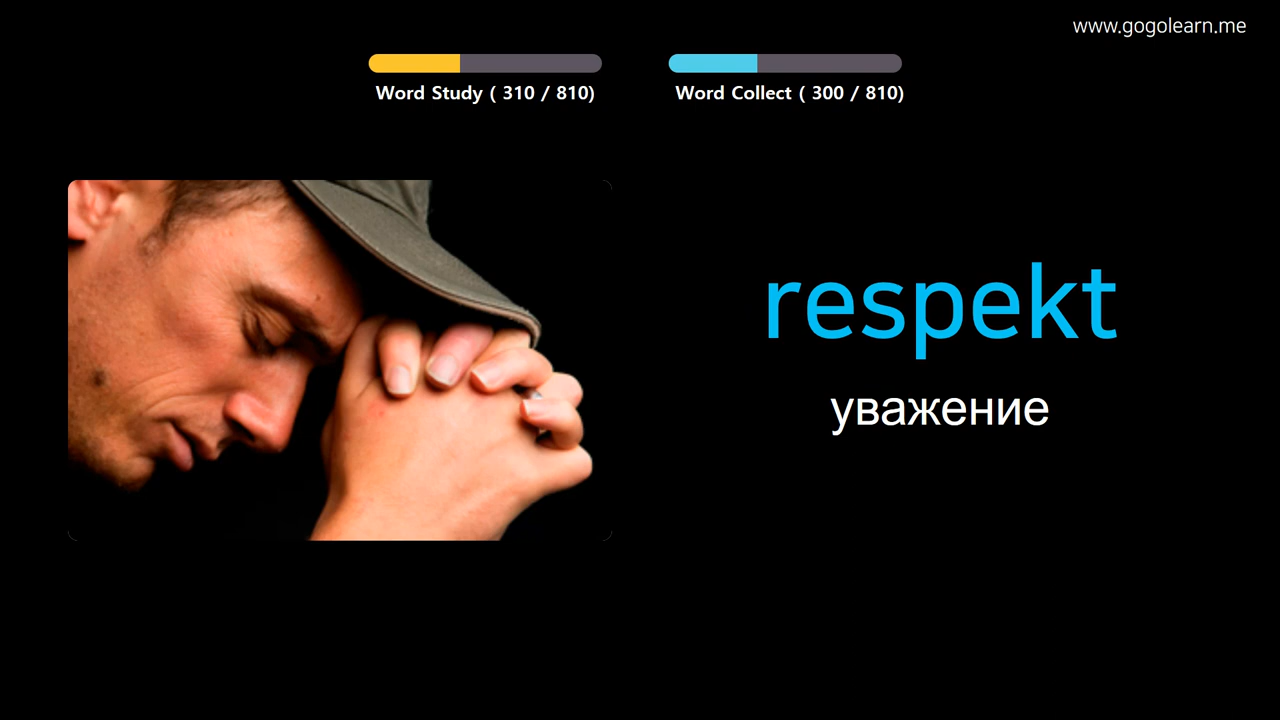 www.gogolearn.me
Word Study ( 310 / 810)
Word Collect ( 300 / 810)
respekt
уважение